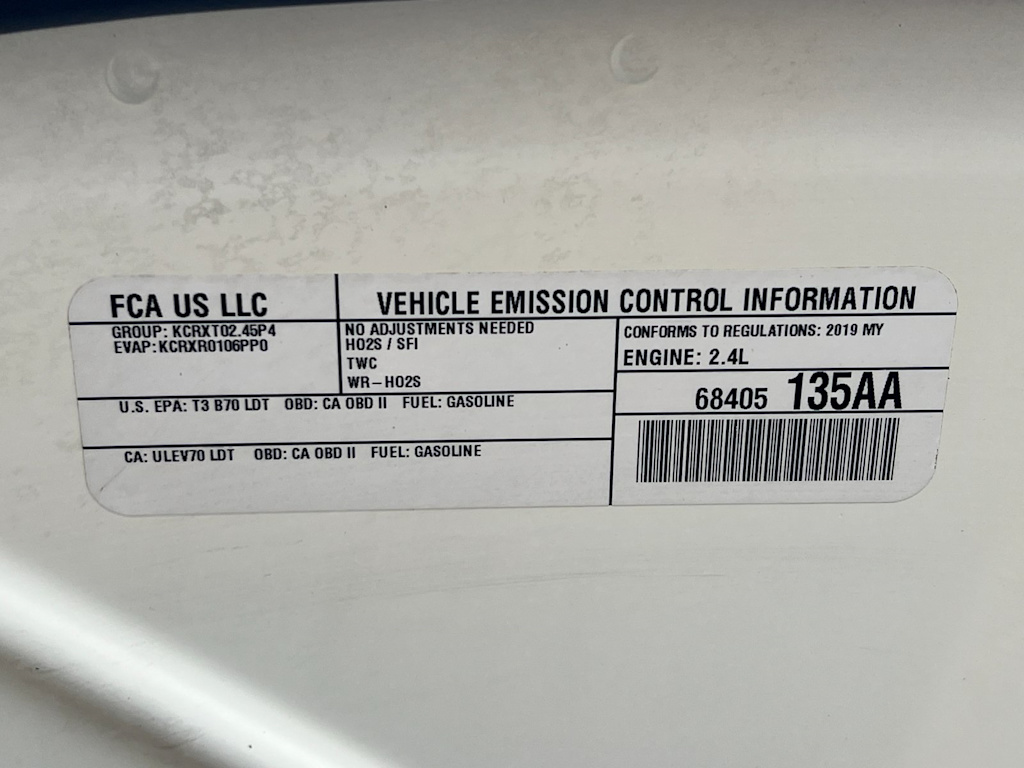 FCA US LLC
VEHICLE EMISSION CONTROL INFORMATION
GROUP: KCRXT02.45P4
EVAP: KCRXR0106PP0
NO ADJUSTMENTS NEEDED
HO2S / SFI
TWC
WR-HO2S
CONFORMS TO REGULATIONS: 2019 MY
ENGINE: 2.4L
68405 135AA
U.S. EPA: T3 B70 LDT OBD: CA OBD II FUEL: GASOLINE
CA: ULEV70 LDT OBD: CA OBD II FUEL: GASOLINE